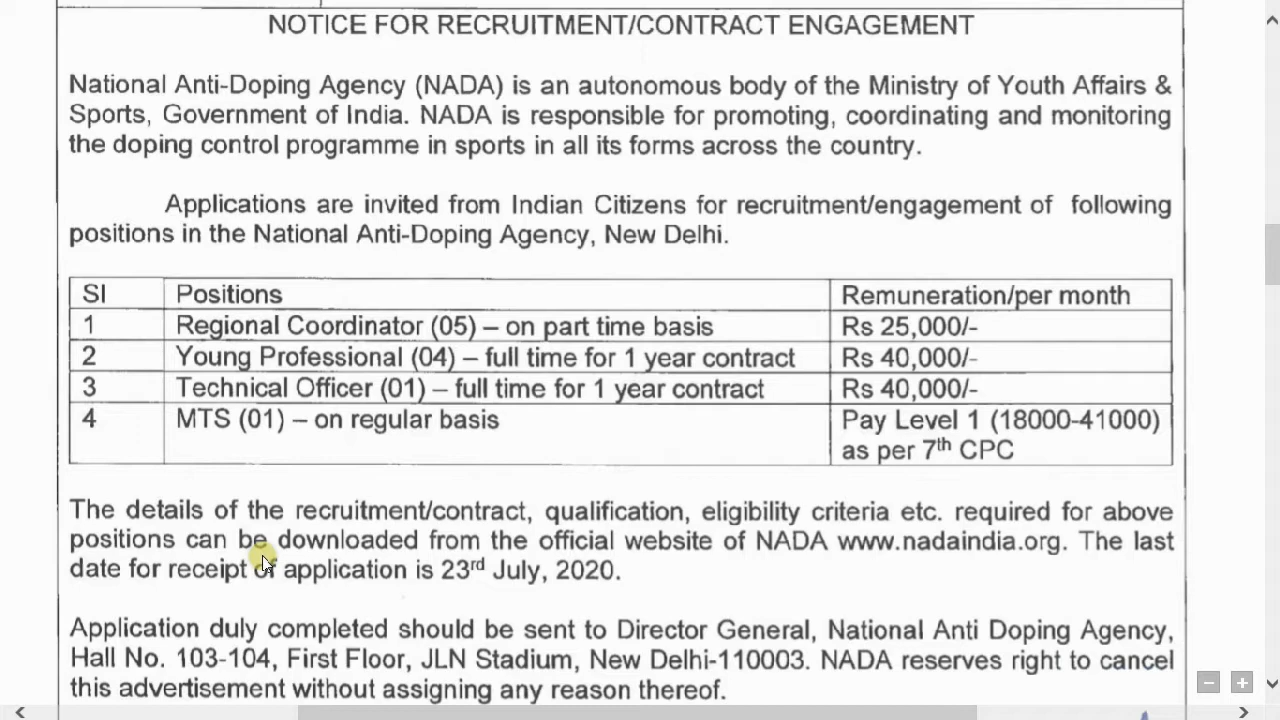 NOTICE FOR RECRUITMENT/CONTRACT ENGAGEMENT
National Anti-Doping Agency (NADA) is an autonomous body of the Ministry of Youth Affairs &
Sports, Government of India. NADA is responsible for promoting, coordinating and monitoring
the doping control programme in sports in all its forms across the country.
Applications are invited from Indian Citizens for recruitment/engagement of following
positions in the National Anti-Doping Agency, New Delhi.
SI Positions Remuneration/per month
1 Regional Coordinator (05) – on part time basis Rs 25,000/-
2 Young Professional (04) – full time for 1 year contract Rs 40,000/-
3 Technical Officer (01) – full time for 1 year contract Rs 40,000/-
4 MTS (01) – on regular basis Pay Level 1 (18000-41000)
as per 7th CPC
The details of the recruitment/contract, qualification, eligibility criteria etc. required for above
positions can be downloaded from the official website of NADA www.nadaindia.org. The last
date for receipt of application is 23rd July, 2020.
Application duly completed should be sent to Director General, National Anti Doping Agency,
Hall No. 103-104, First Floor, JLN Stadium, New Delhi-110003. NADA reserves right to cancel
this advertisement without assigning any reason thereof.